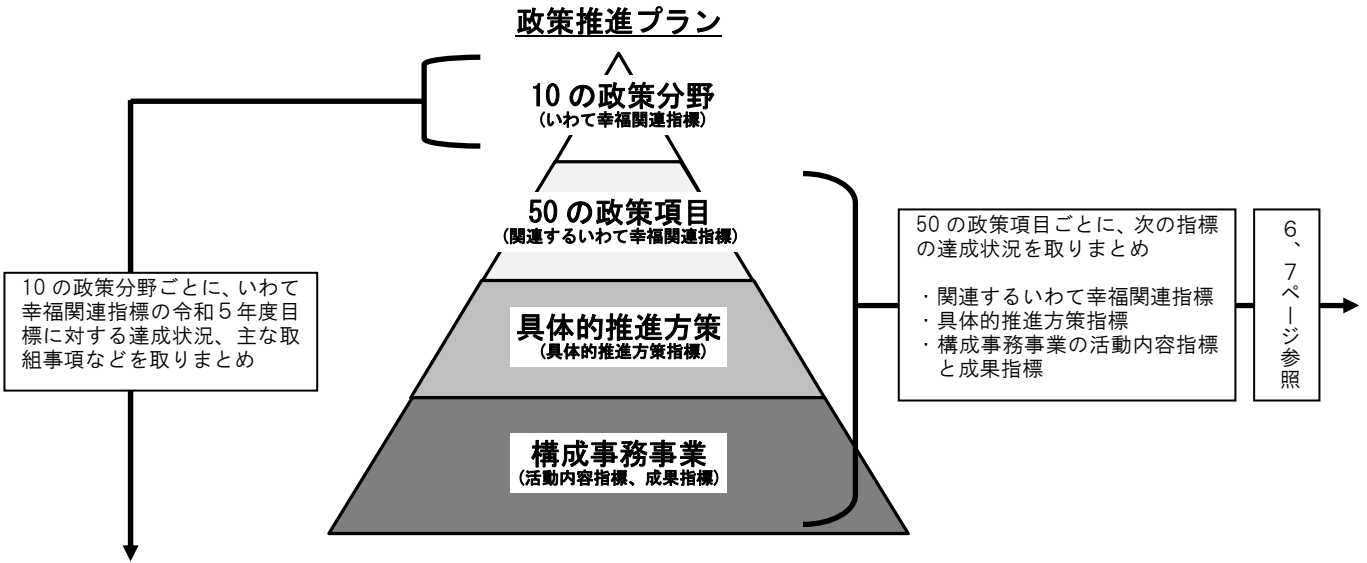 政策推進プラン
10の政策分野
(いわて幸福関連指標)
50の政策項目
(関連するいわて幸福関連指標)
具体的推進方策
(具体的推進方策指標)
構成事務事業
(活動内容指標、成果指標)
10の政策分野ごとに、いわて
幸福関連指標の令和5年度目
標に対する達成状況、主な取
組事項などを取りまとめ
50の政策項目ごとに、次の指標
の達成状況を取りまとめ
・関連するいわて幸福関連指標
・具体的推進方策指標
・構成事務事業の活動内容指標
と成果指標
6、7ページ参照